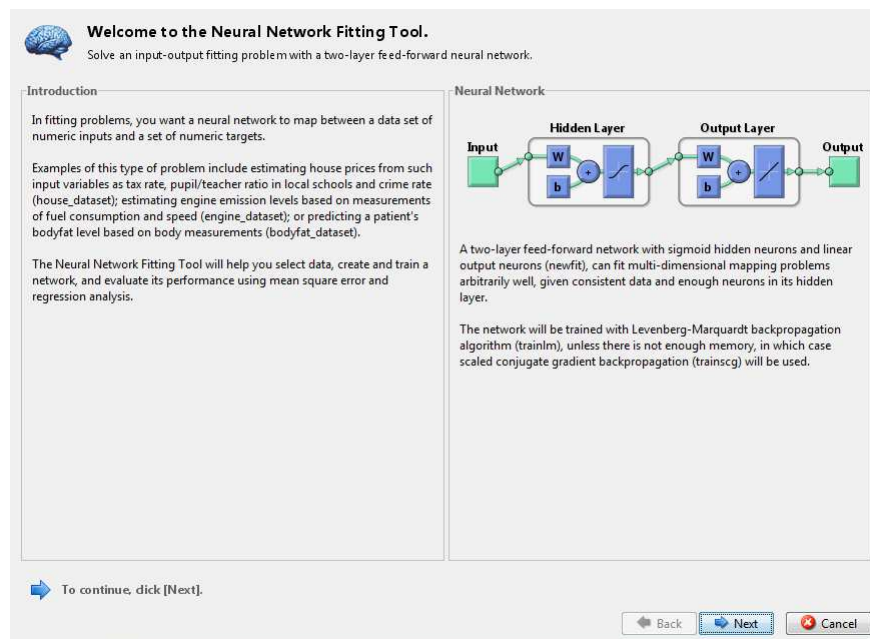 Welcome to the Neural Network Fitting Tool.
Solve an input-output fitting problem with a two-layer feed-forward neural network.
Introduction
In fitting problems, you want a neural network to map between a data set of
numeric inputs and a set of numeric targets.
Examples of this type of problem include estimating house prices from such
input variables as tax rate, pupil/teacher ratio in local schools and crime rate
(house_dataset); estimating engine emission levels based on measurements
of fuel consumption and speed (engine_dataset); or predicting a patient's
bodyfat level based on body measurements (bodyfat_dataset).
The Neural Network Fitting Tool will help you select data, create and train a
network, and evaluate its performance using mean square error and
regression analysis.
Neural Network
Hidden Layer Output Layer
Input Output
W W
+ +
b b
A two-layer feed-forward network with sigmoid hidden neurons and linear
output neurons (newfit), can fit multi-dimensional mapping problems
arbitrarily well, given consistent data and enough neurons in its hidden
layer.
The network will be trained with Levenberg-Marquardt backpropagation
algorithm (trainlm), unless there is not enough memory, in which case
scaled conjugate gradient backpropagation (trainscg) will be used.
To continue, click [Next].
Back Next Cancel